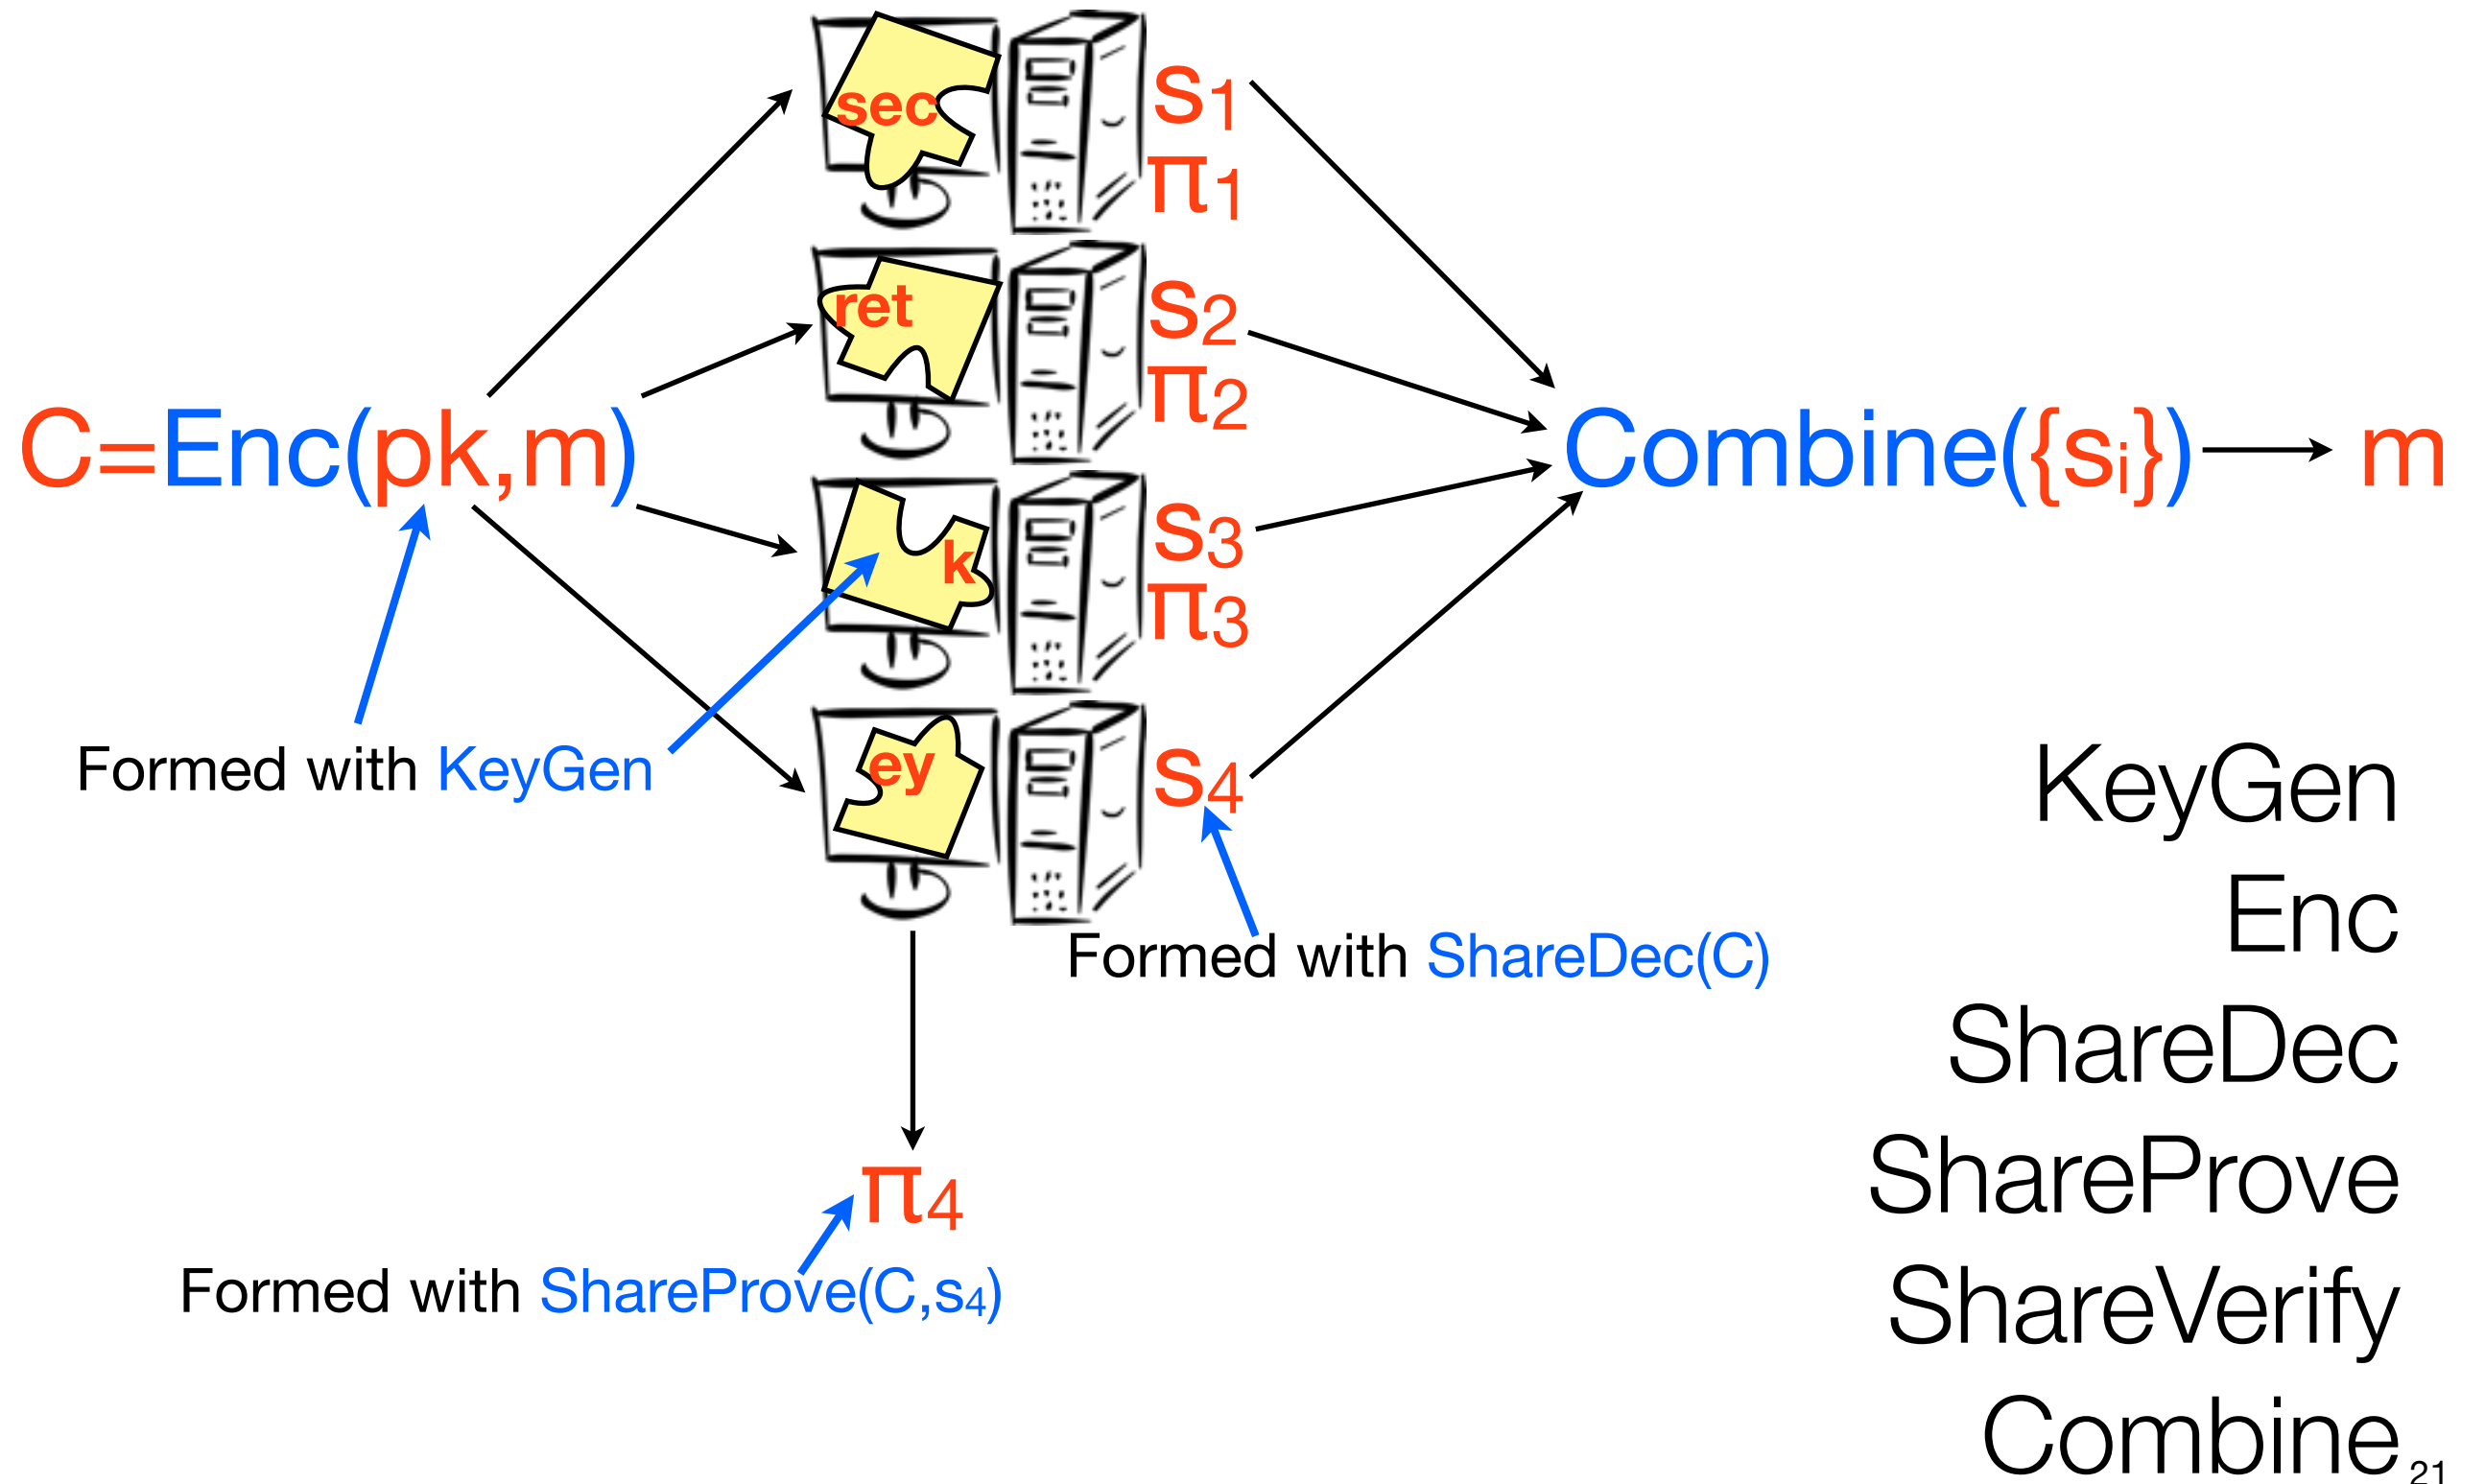 sec
s1
π1
ret
s2
π2
C=Enc(pk,m)
Combine({si})
m
k
s3
π3
Formed with KeyGen
ey
s4
Formed with ShareDec(C)
π4
Formed with ShareProve(C,s4)
KeyGen
Enc
ShareDec
ShareProve
ShareVerify
Combine
21